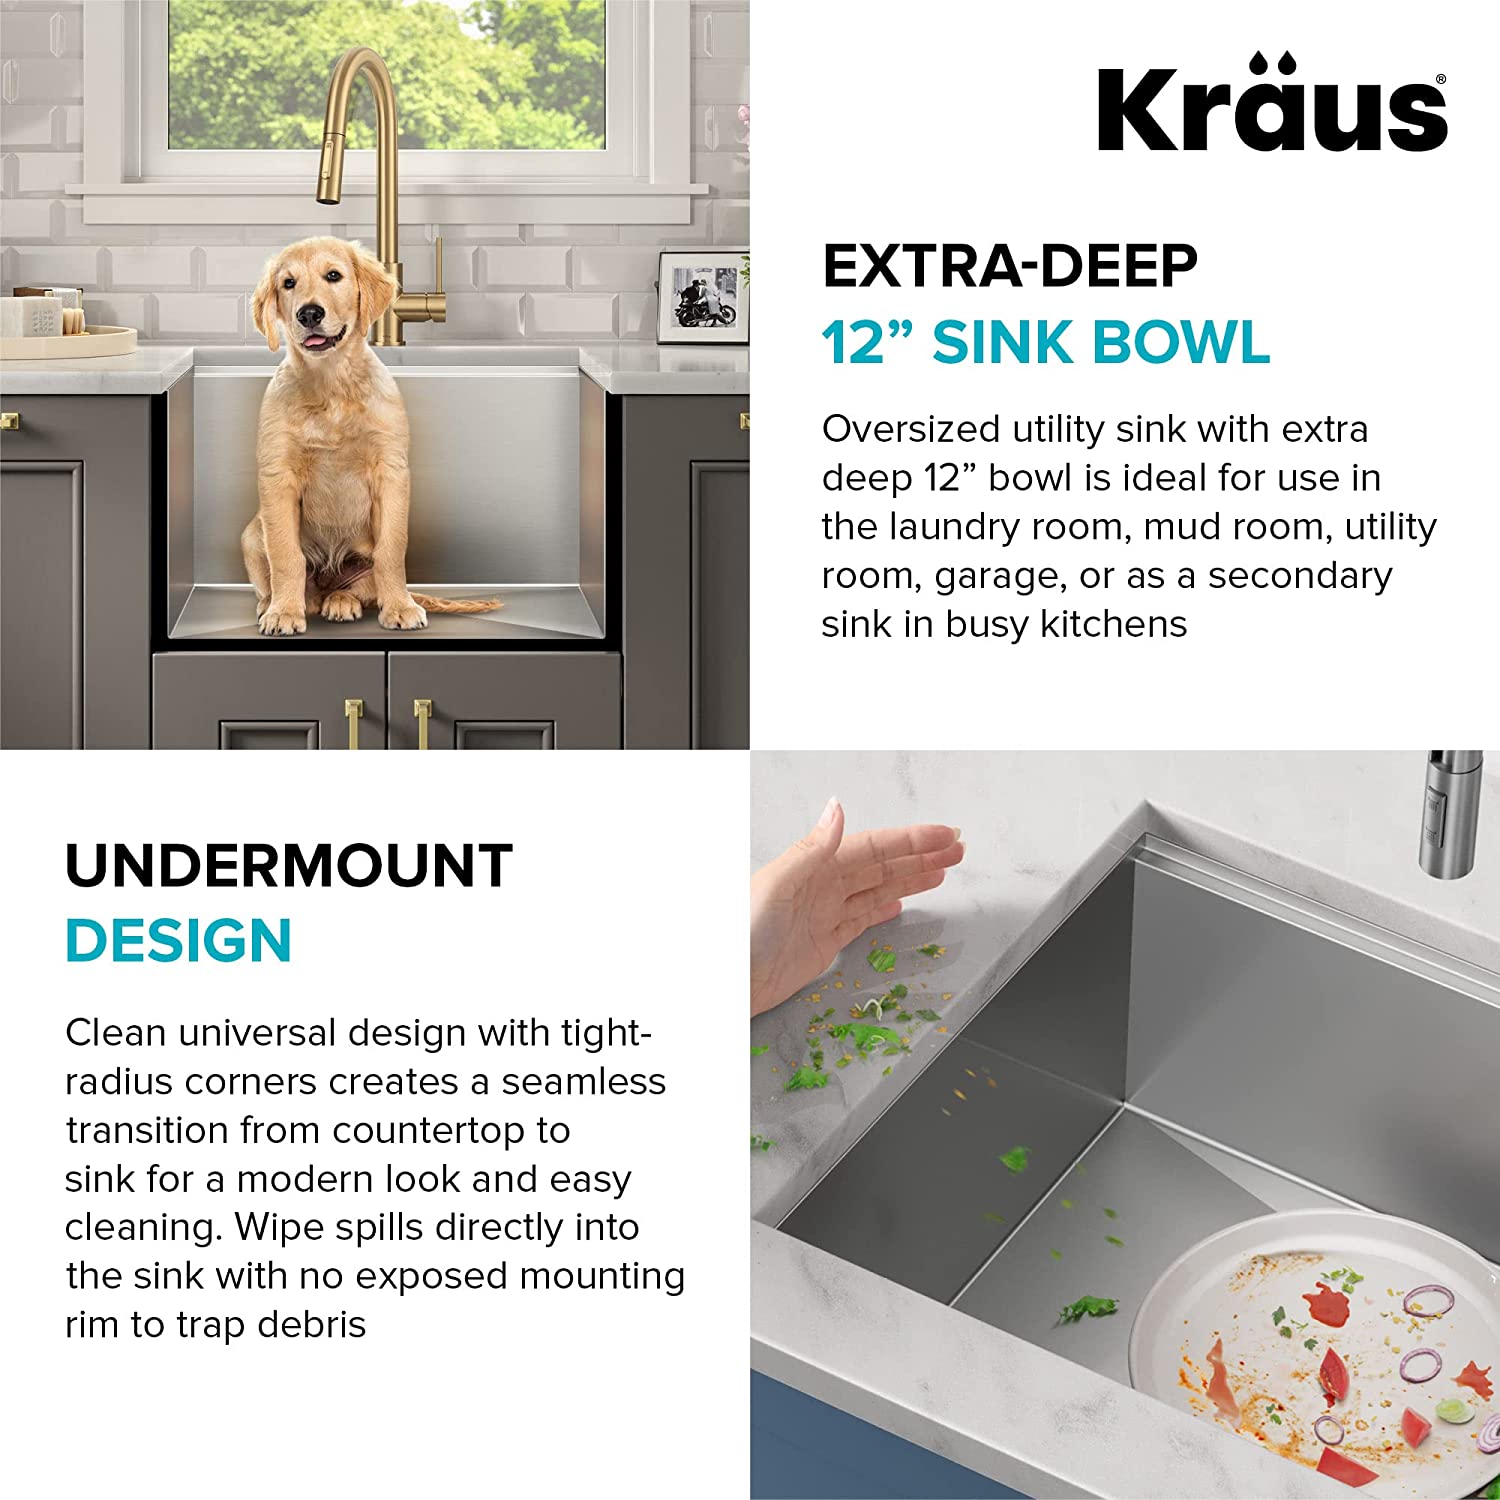 Kräus®
EXTRA-DEEP
12” SINK BOWL
Oversized utility sink with extra
deep 12” bowl is ideal for use in
the laundry room, mud room, utility
room, garage, or as a secondary
sink in busy kitchens
UNDERMOUNT
DESIGN
Clean universal design with tight-
radius corners creates a seamless
transition from countertop to
sink for a modern look and easy
cleaning. Wipe spills directly into
the sink with no exposed mounting
rim to trap debris